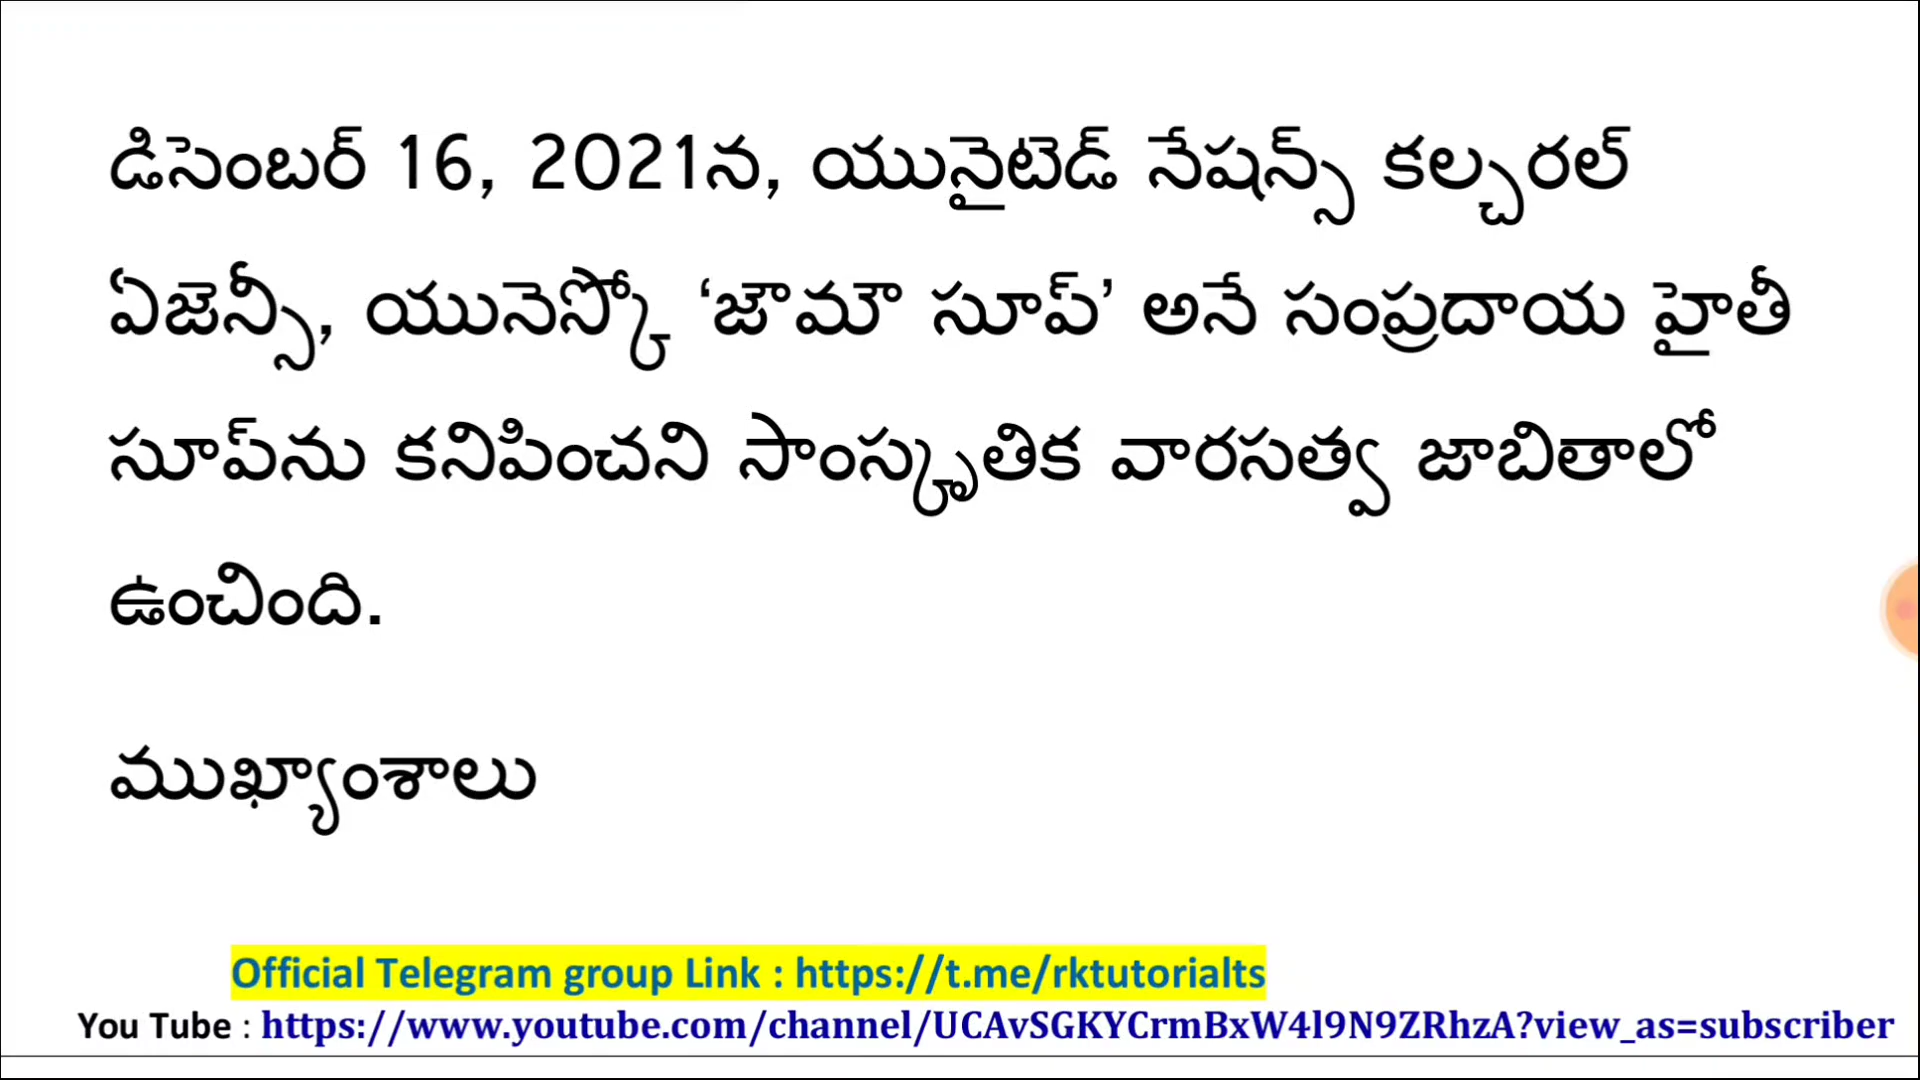 డిసెంబర్ 16, 2021న, యునైటెడ్ నేషన్స్ కల్చరల్
ఏజెన్సీ, యునెస్కో ‘జౌమౌ సూప్’ అనే సంప్రదాయ హైతీ
సూప్‌ను కనిపించని సాంస్కృతిక వారసత్వ జాబితాలో
ఉంచింది.
ముఖ్యాంశాలు
Official Telegram group Link : https://t.me/rktutorialts
You Tube : https://www.youtube.com/channel/UCAvSGKYCrmBxW4l9N9ZRhzA?view_as=subscriber